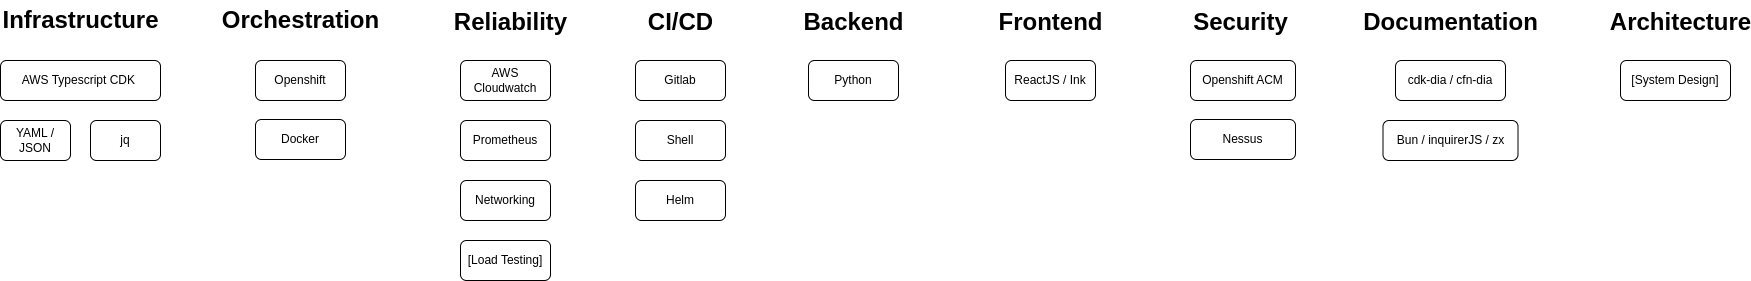 Infrastructure
AWS Typescript CDK
YAML /
JSON
jq
Orchestration
Openshift
Docker
Reliability
AWS
Cloudwatch
Prometheus
Networking
[Load Testing]
CI/CD
Gitlab
Shell
Helm
Backend
Python
Frontend
ReactJS / Ink
Security
Openshift ACM
Nessus
Documentation
cdk-dia / cfn-dia
Bun / inquirerJS / zx
Architecture
[System Design]